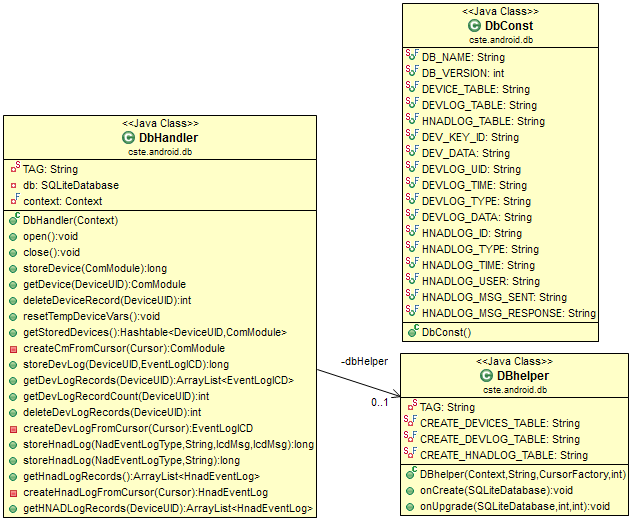 <<Java Class>>
DbConst
cste.android.db
DB_NAME: String
DB_VERSION: int
DEVICE_TABLE: String
DEVLOG_TABLE: String
HNADLOG_TABLE: String
DEV_KEY_ID: String
DEV_DATA: String
DEVLOG_UID: String
DEVLOG_TIME: String
DEVLOG_TYPE: String
DEVLOG_DATA: String
HNADLOG_ID: String
HNADLOG_TYPE: String
HNADLOG_TIME: String
HNADLOG_USER: String
HNADLOG_MSG_SENT: String
HNADLOG_MSG_RESPONSE: String
DbConst()
<<Java Class>>
DbHandler
cste.android.db
TAG: String
db: SQLiteDatabase
context: Context
DbHandler(Context)
open():void
close():void
storeDevice(ComModule):long
getDevice(DeviceUID):ComModule
deleteDeviceRecord(DeviceUID):int
resetTempDeviceVars():void
getStoredDevices():Hashtable<DeviceUID,ComModule>
createCmFromCursor(Cursor):ComModule
storeDevLog(DeviceUID,EventLogICD):long
getDevLogRecords(DeviceUID):ArrayList<EventLogICD>
getDevLogRecordCount(DeviceUID):int
deleteDevLogRecords(DeviceUID):int
createDevLogFromCursor(Cursor):EventLogICD
storeHnadLog(NadEventLogType,String,IcdMsg,IcdMsg):long
storeHnadLog(NadEventLogType,String):long
getHnadLogRecords():ArrayList<HnadEventLog>
createHnadLogFromCursor(Cursor):HnadEventLog
getHNADLogRecords(DeviceUID):ArrayList<HnadEventLog>
-dbHelper
0..1
<<Java Class>>
DBhelper
cste.android.db
TAG: String
CREATE_DEVICES_TABLE: String
CREATE_DEVLOG_TABLE: String
CREATE_HNADLOG_TABLE: String
DBhelper(Context,String,CursorFactory,int)
onCreate(SQLiteDatabase):void
onUpgrade(SQLiteDatabase,int,int):void